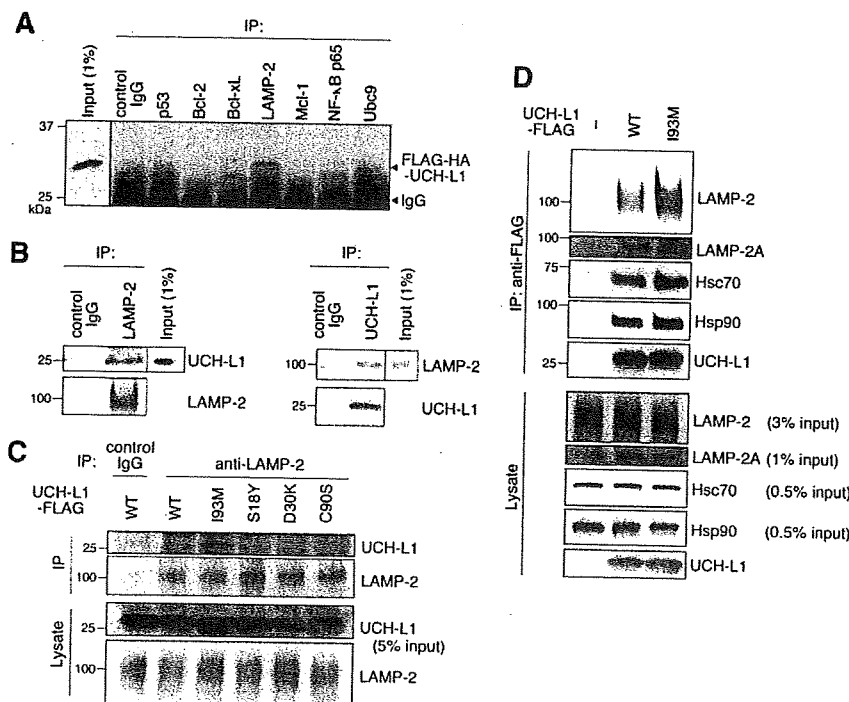 A
IP:
Input (1%)
control IgG
p53
Bcl-2
Bcl-xL
LAMP-2
Mcl-1
NF-κB p65
Ubc9
37
25
kDa
FLAG-HA
-UCH-L1
IgG
B
IP:
control IgG
LAMP-2
Input (1%)
25
UCH-L1
100
LAMP-2
IP:
control IgG
UCH-L1
Input (1%)
100
LAMP-2
25
UCH-L1
C
IP:
control IgG
anti-LAMP-2
UCH-L1
-FLAG
WT
WT
I93M
S18Y
D30K
C90S
IP
25
UCH-L1
100
LAMP-2
Lysate
25
UCH-L1
(5% input)
100
LAMP-2
D
UCH-L1
-FLAG
-
WT
I93M
IP: anti-FLAG
100
LAMP-2
100
LAMP-2A
75
Hsc70
100
Hsp90
25
UCH-L1
Lysate
LAMP-2 (3% input)
LAMP-2A (1% input)
Hsc70 (0.5% input)
Hsp90 (0.5% input)
UCH-L1